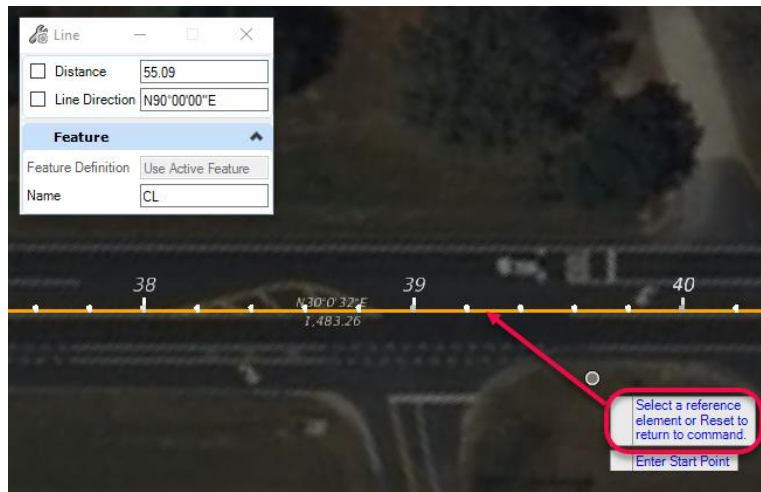 Line
Distance 55.09
Line Direction N90°00'00"E
Feature
Feature Definition Use Active Feature
Name CL
38 39 40
N30°0'32"E
1,483.26
Select a reference
element or Reset to
return to command.
Enter Start Point